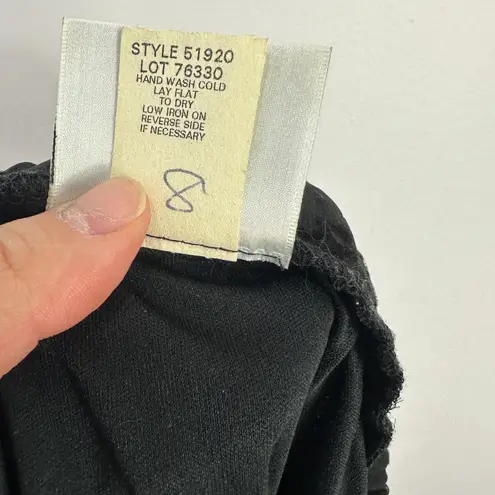 STYLE 51920
LOT 76330
HAND WASH COLD
LAY FLAT
TO DRY
LOW IRON ON
REVERSE SIDE
IF NECESSARY
8